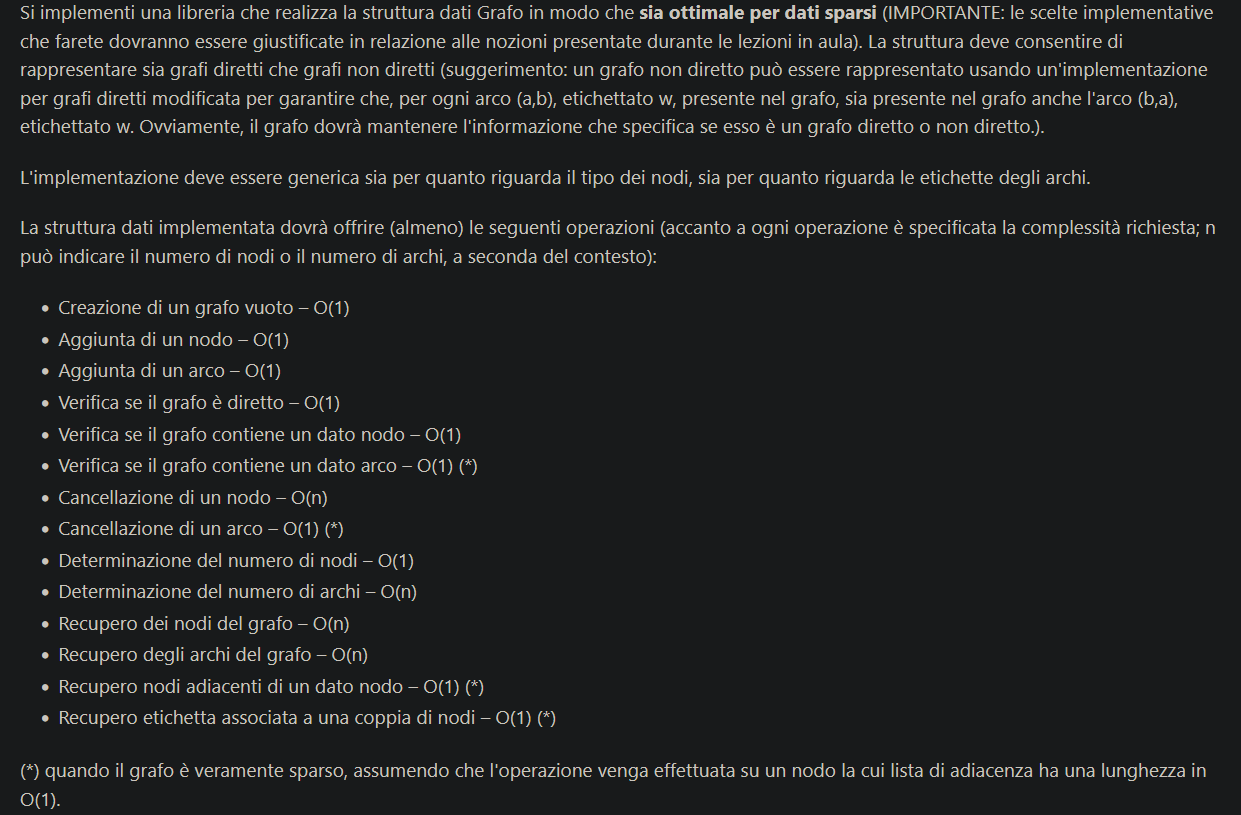 Si implementi una libreria che realizza la struttura dati Grafo in modo che sia ottimale per dati sparsi (IMPORTANTE: le scelte implementative
che farete dovranno essere giustificate in relazione alle nozioni presentate durante le lezioni in aula). La struttura deve consentire di
rappresentare sia grafi diretti che grafi non diretti (suggerimento: un grafo non diretto può essere rappresentato usando un'implementazione
per grafi diretti modificata per garantire che, per ogni arco (a,b), etichettato w, presente nel grafo, sia presente nel grafo anche l'arco (b,a),
etichettato w. Ovviamente, il grafo dovrà mantenere l'informazione che specifica se esso è un grafo diretto o non diretto.).
L'implementazione deve essere generica sia per quanto riguarda il tipo dei nodi, sia per quanto riguarda le etichette degli archi.
La struttura dati implementata dovrà offrire (almeno) le seguenti operazioni (accanto a ogni operazione è specificata la complessità richiesta; n
può indicare il numero di nodi o il numero di archi, a seconda del contesto):
• Creazione di un grafo vuoto – O(1)
• Aggiunta di un nodo – O(1)
• Aggiunta di un arco – O(1)
• Verifica se il grafo è diretto – O(1)
• Verifica se il grafo contiene un dato nodo – O(1)
• Verifica se il grafo contiene un dato arco – O(1) (*)
• Cancellazione di un nodo – O(n)
• Cancellazione di un arco – O(1) (*)
• Determinazione del numero di nodi – O(1)
• Determinazione del numero di archi – O(n)
• Recupero dei nodi del grafo – O(n)
• Recupero degli archi del grafo – O(n)
• Recupero nodi adiacenti di un dato nodo – O(1) (*)
• Recupero etichetta associata a una coppia di nodi – O(1) (*)
(*) quando il grafo è veramente sparso, assumendo che l'operazione venga effettuata su un nodo la cui lista di adiacenza ha una lunghezza in
O(1).